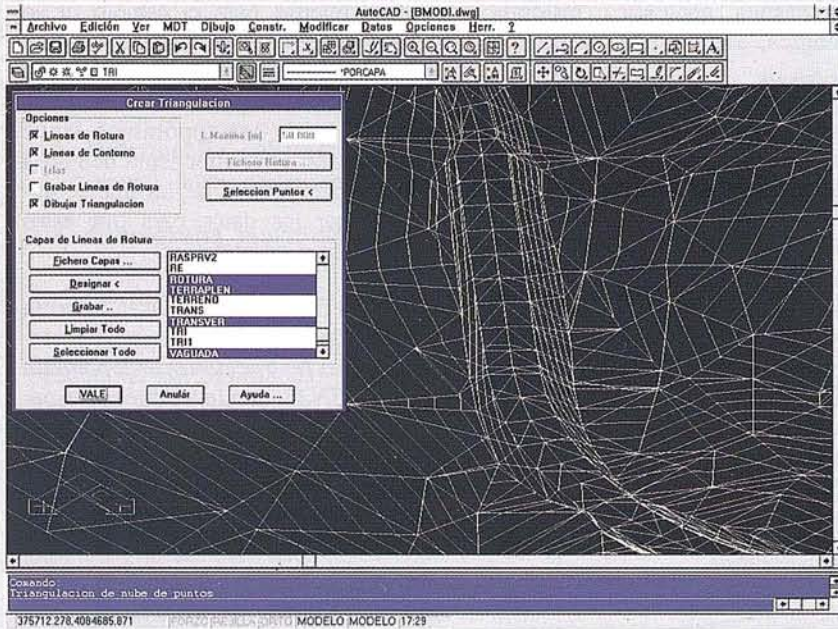 AutoCAD - [BMODI.dwg]
Archivo Edición Ver MDT Dibujo Constr. Modificar Datos Opciones Herr. ?
TRI
*PORCAPA
Crear Triangulacion
Opciones
Lineas de Rotura
Lineas de Contorno
Islas
Grabar Lineas de Rotura
Dibujar Triangulacion
L.Maxima [m]
Fichero Rotura ...
Seleccion Puntos <
Capas de Lineas de Rotura
Fichero Capas ...
Designar <
Grabar ..
Limpiar Todo
Seleccionar Todo
RASPRV2
RE
ROTURA
TERRAPLEN
TERRENO
TRANS
TRANSVER
TRI
TRI1
VAGUADA
VALE
Anular
Ayuda ...
Comando:
Triangulacion de nube de puntos
375712.278,4084685.871 FORZC REJILLA ORTO MODELO MODELO 17:29